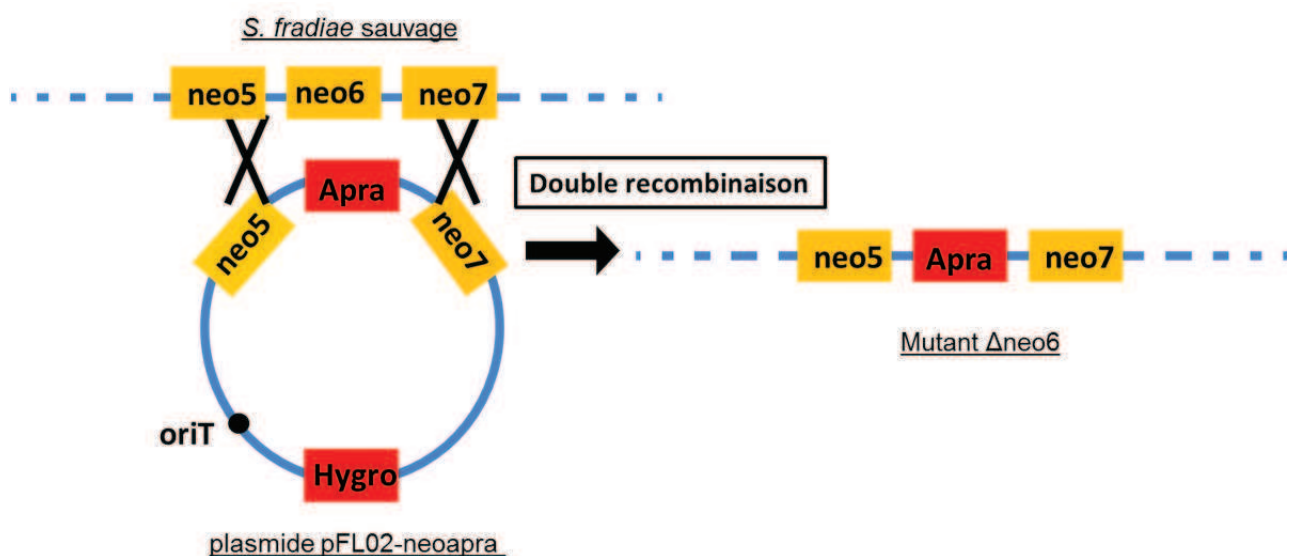 S. fradiae sauvage
neo5 neo6 neo7
Apra
neo5 neo7
Double recombinaison
neo5 Apra neo7
Mutant Δneo6
oriT
Hygro
plasmide pFL02-neoapra